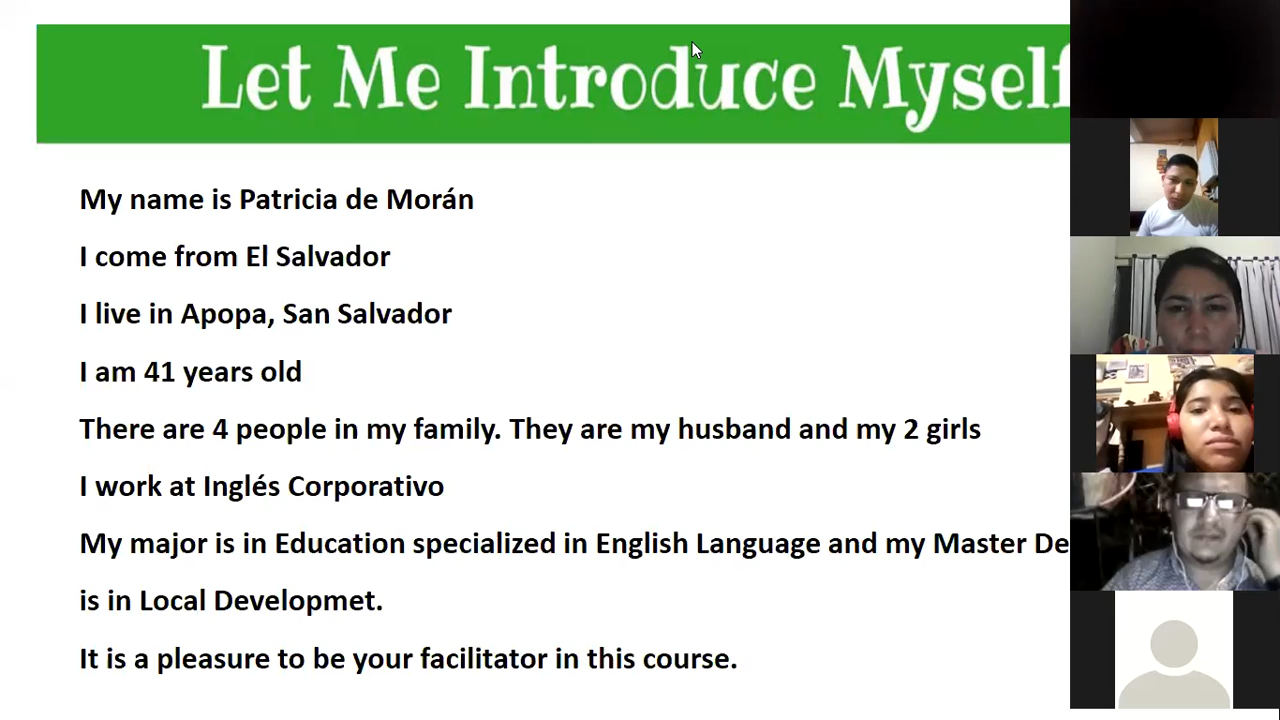 Let Me Introduce Myself
My name is Patricia de Morán
I come from El Salvador
I live in Apopa, San Salvador
I am 41 years old
There are 4 people in my family. They are my husband and my 2 girls
I work at Inglés Corporativo
My major is in Education specialized in English Language and my Master De
is in Local Developmet.
It is a pleasure to be your facilitator in this course.